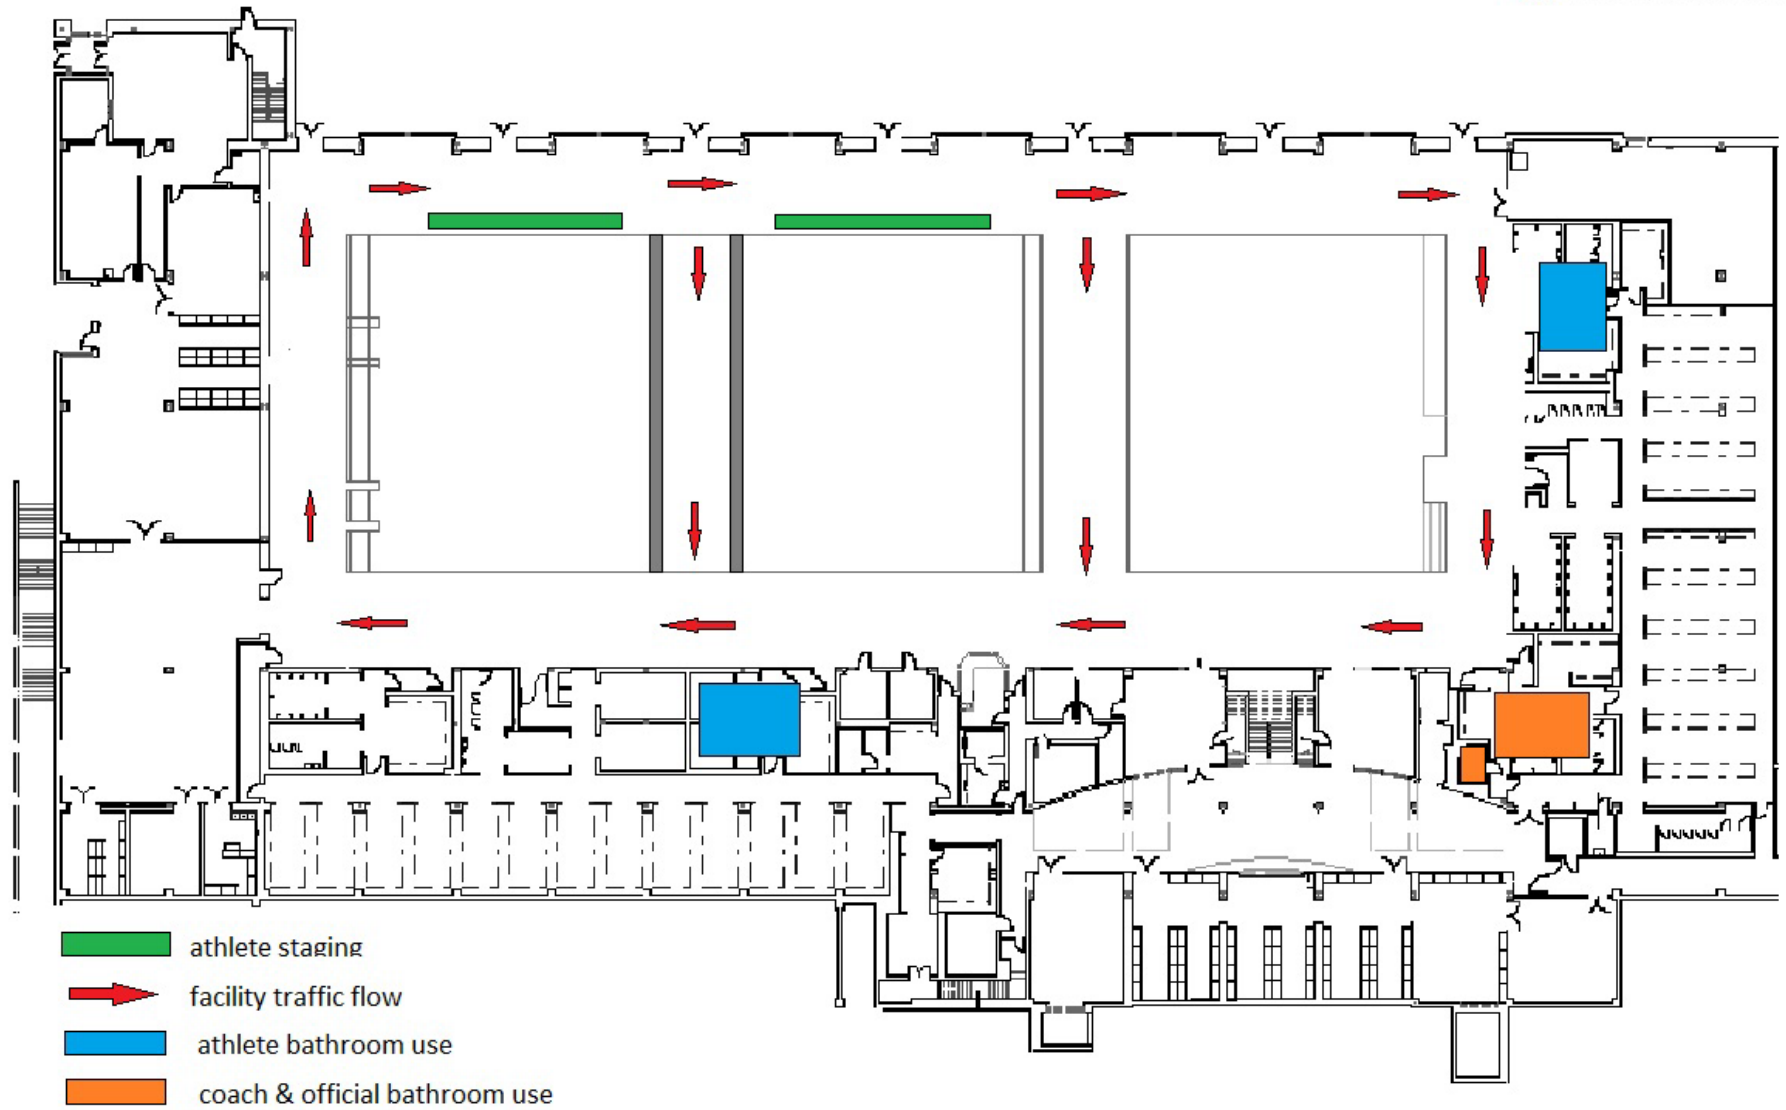 athlete staging
facility traffic flow
athlete bathroom use
coach & official bathroom use